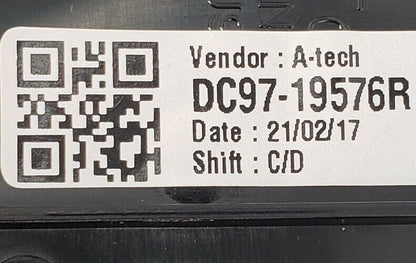 Vendor : A-tech
DC97-19576R
Date : 21/02/17
Shift : C/D